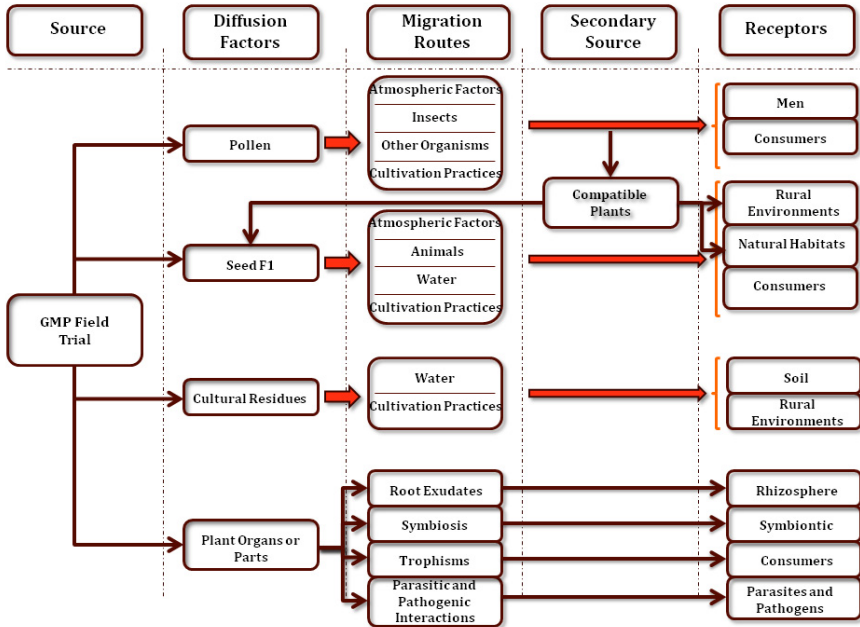 Source
Diffusion
Factors
Migration
Routes
Secondary
Source
Receptors
Atmospheric Factors
Insects
Other Organisms
Cultivation Practices
Pollen
Men
Consumers
Compatible
Plants
Rural
Environments
Natural Habitats
Consumers
Atmospheric Factors
Animals
Water
Cultivation Practices
Seed F1
GMP Field
Trial
Cultural Residues
Water
Cultivation Practices
Soil
Rural
Environments
Plant Organs or
Parts
Root Exudates
Rhizosphere
Symbiosis
Symbiontic
Trophisms
Consumers
Parasitic and
Pathogenic
Interactions
Parasites and
Pathogens